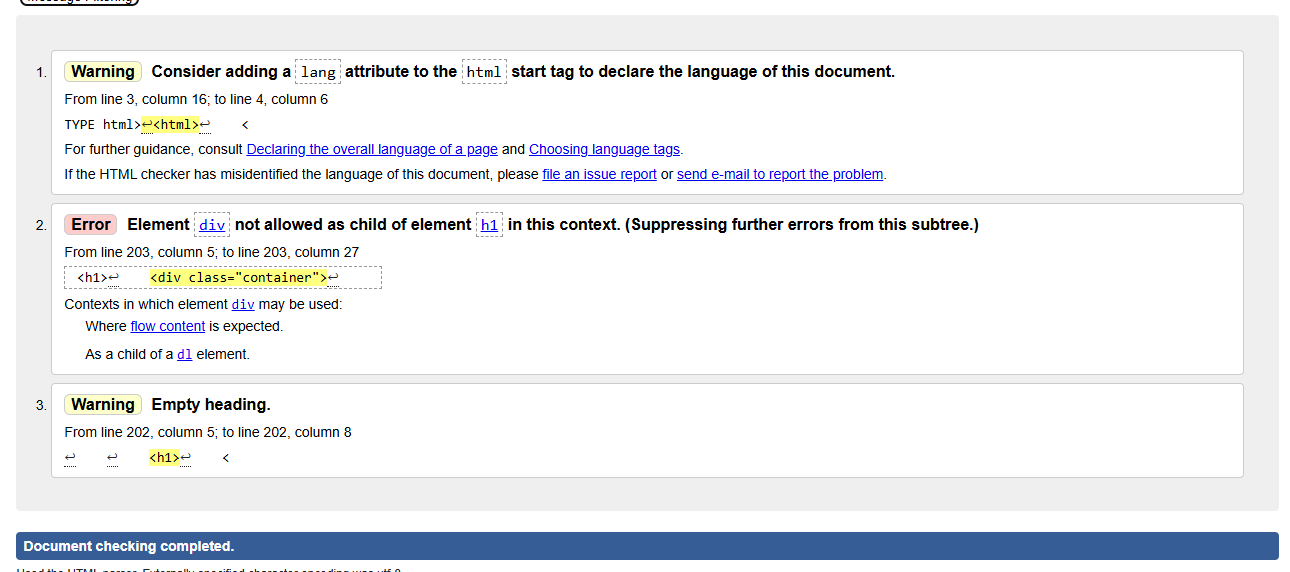 Message Filtering
1. Warning Consider adding a lang attribute to the html start tag to declare the language of this document.
From line 3, column 16; to line 4, column 6
TYPE html>↩<html>↩    <
For further guidance, consult Declaring the overall language of a page and Choosing language tags.
If the HTML checker has misidentified the language of this document, please file an issue report or send e-mail to report the problem.
2. Error Element div not allowed as child of element h1 in this context. (Suppressing further errors from this subtree.)
From line 203, column 5; to line 203, column 27
<h1>↩    <div class="container">↩
Contexts in which element div may be used:
Where flow content is expected.
As a child of a dl element.
3. Warning Empty heading.
From line 202, column 5; to line 202, column 8
↩    ↩    <h1>↩    <
Document checking completed.